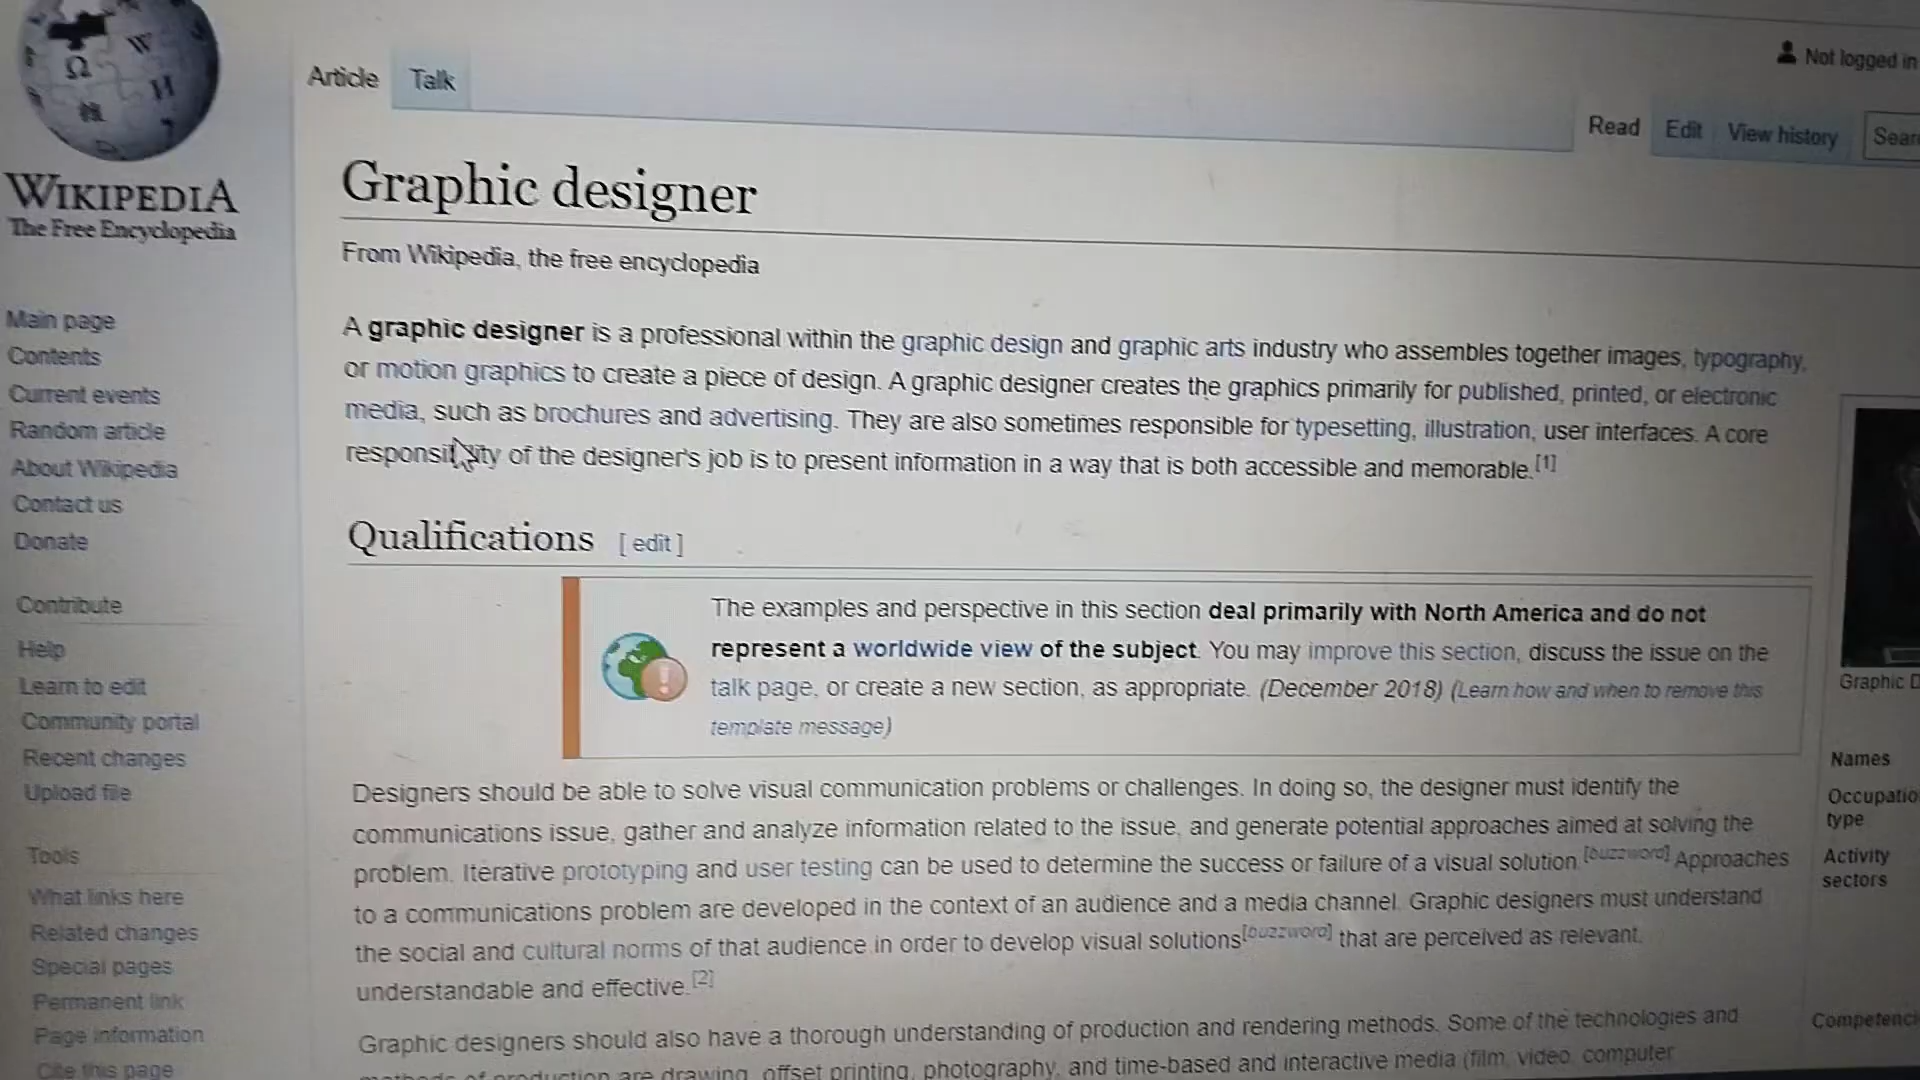 WIKIPEDIA
The Free Encyclopedia
Main page
Contents
Current events
Random article
About Wikipedia
Contact us
Donate
Contribute
Help
Learn to edit
Community portal
Recent changes
Upload file
Tools
What links here
Related changes
Special pages
Permanent link
Page information
Cite this page
Article
Talk
Not logged in
Read
Edit
View history
Graphic designer
From Wikipedia, the free encyclopedia
A graphic designer is a professional within the graphic design and graphic arts industry who assembles together images, typography,
or motion graphics to create a piece of design. A graphic designer creates the graphics primarily for published, printed, or electronic
media, such as brochures and advertising. They are also sometimes responsible for typesetting, illustration, user interfaces. A core
responsibility of the designer's job is to present information in a way that is both accessible and memorable.[1]
Qualifications [ edit ]
The examples and perspective in this section deal primarily with North America and do not
represent a worldwide view of the subject. You may improve this section, discuss the issue on the
talk page, or create a new section, as appropriate. (December 2018) (Learn how and when to remove this
template message)
Designers should be able to solve visual communication problems or challenges. In doing so, the designer must identify the
communications issue, gather and analyze information related to the issue, and generate potential approaches aimed at solving the
problem. Iterative prototyping and user testing can be used to determine the success or failure of a visual solution.[buzzword] Approaches
to a communications problem are developed in the context of an audience and a media channel. Graphic designers must understand
the social and cultural norms of that audience in order to develop visual solutions[buzzword] that are perceived as relevant,
understandable and effective.[2]
Graphic designers should also have a thorough understanding of production and rendering methods. Some of the technologies and
methods of production are drawing, offset printing, photography, and time-based and interactive media (film, video, computer
Graphic
Names
type
Activity
sectors